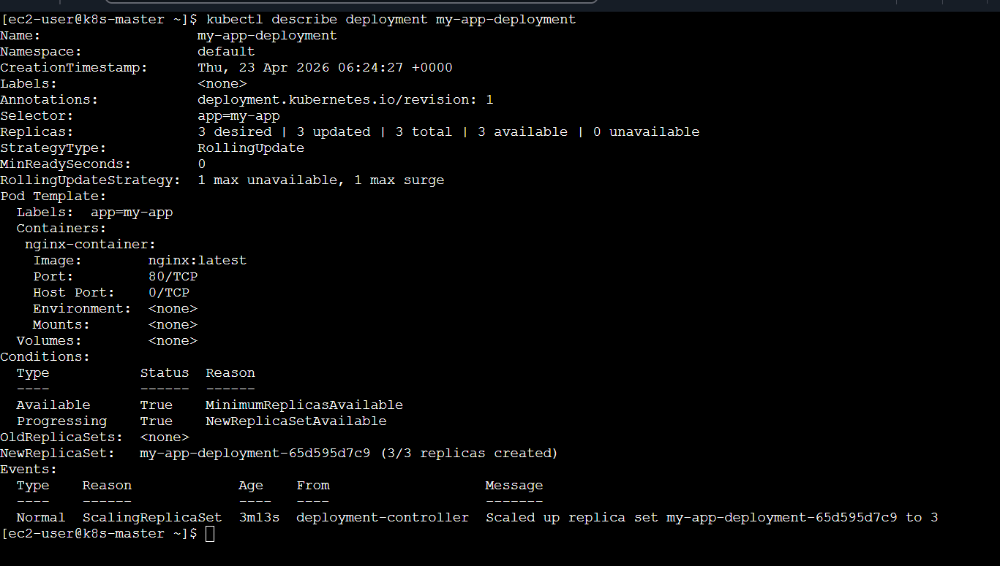 [ec2-user@k8s-master ~]$ kubectl describe deployment my-app-deployment
Name:                   my-app-deployment
Namespace:              default
CreationTimestamp:      Thu, 23 Apr 2026 06:24:27 +0000
Labels:                 <none>
Annotations:            deployment.kubernetes.io/revision: 1
Selector:               app=my-app
Replicas:               3 desired | 3 updated | 3 total | 3 available | 0 unavailable
StrategyType:           RollingUpdate
MinReadySeconds:        0
RollingUpdateStrategy:  1 max unavailable, 1 max surge
Pod Template:
  Labels:  app=my-app
  Containers:
   nginx-container:
    Image:        nginx:latest
    Port:         80/TCP
    Host Port:    0/TCP
    Environment:  <none>
    Mounts:       <none>
  Volumes:        <none>
Conditions:
  Type           Status  Reason
  ----           ------  ------
  Available      True    MinimumReplicasAvailable
  Progressing    True    NewReplicaSetAvailable
OldReplicaSets:  <none>
NewReplicaSet:   my-app-deployment-65d595d7c9 (3/3 replicas created)
Events:
  Type    Reason             Age    From                   Message
  ----    ------             ----   ----                   -------
  Normal  ScalingReplicaSet  3m13s  deployment-controller  Scaled up replica set my-app-deployment-65d595d7c9 to 3
[ec2-user@k8s-master ~]$